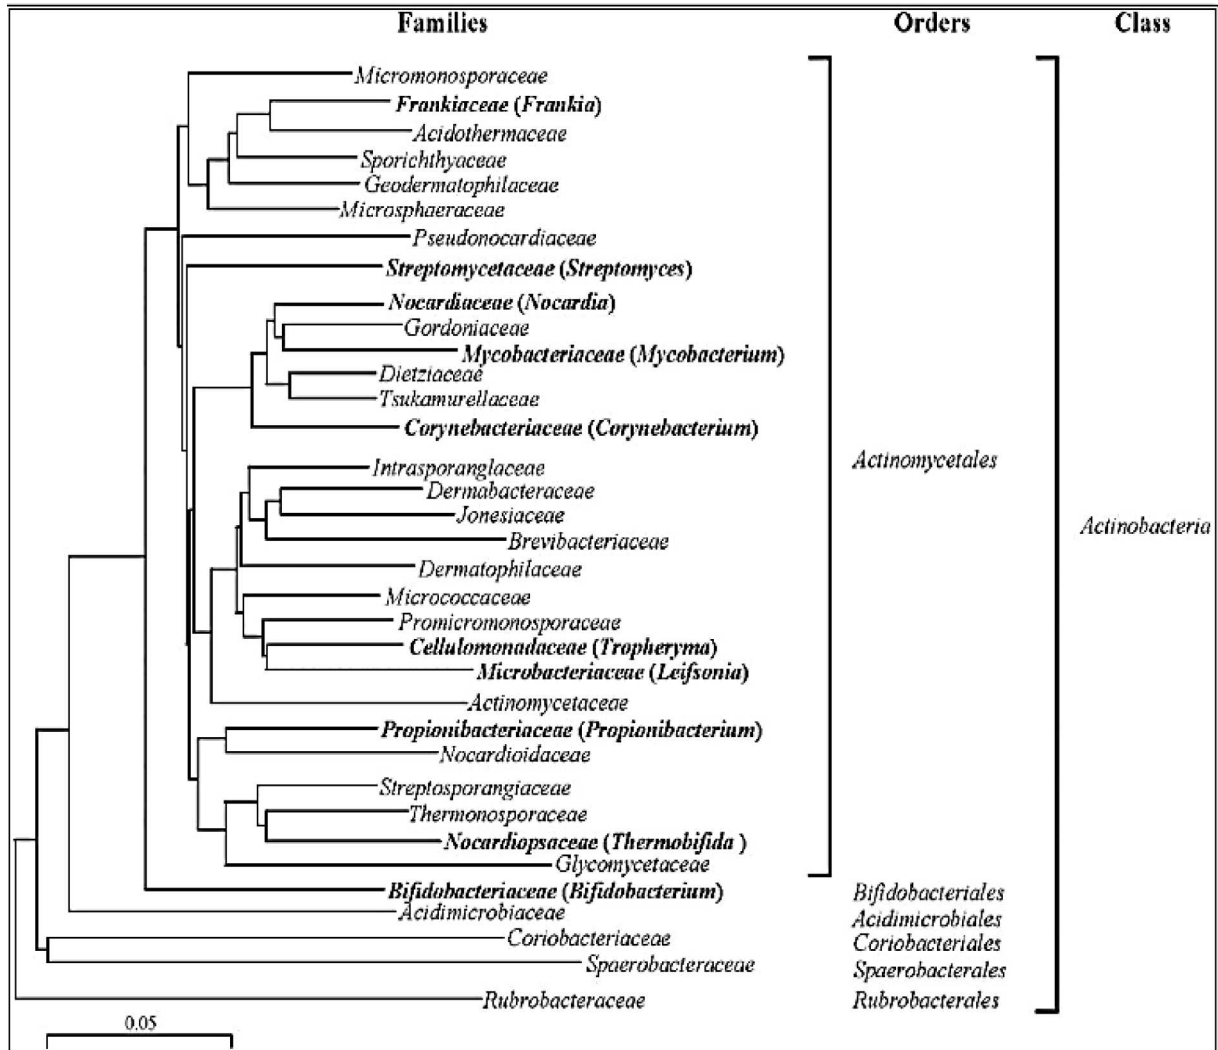 Families Orders Class
Micromonosporaceae
Frankiaceae (Frankia)
Acidothermaceae
Sporichthyaceae
Geodermatophilaceae
Microsphaeraceae
Pseudonocardiaceae
Streptomycetaceae (Streptomyces)
Nocardiaceae (Nocardia)
Gordoniaceae
Mycobacteriaceae (Mycobacterium)
Dietziaceae
Tsukamurellaceae
Corynebacteriaceae (Corynebacterium)
Actinomycetales
Intrasporanglaceae
Dermabacteraceae
Jonesiaceae
Actinobacteria
Brevibacteriaceae
Dermatophilaceae
Micrococcaceae
Promicromonosporaceae
Cellulomonadaceae (Tropheryma)
Microbacteriaceae (Leifsonia)
Actinomycetaceae
Propionibacteriaceae (Propionibacterium)
Nocardioidaceae
Streptosporangiaceae
Thermonosporaceae
Nocardiopsaceae (Thermobifida )
Glycomycetaceae
Bifidobacteriaceae (Bifidobacterium) Bifidobacteriales
Acidimicrobiaceae Acidimicrobiales
Coriobacteriaceae Coriobacteriales
Spaerobacteraceae Spaerobacterales
Rubrobacteraceae Rubrobacterales
0.05